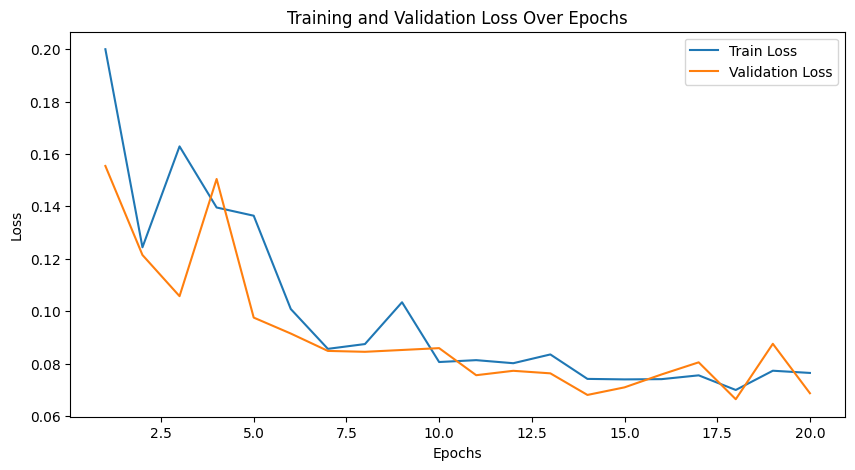 Training and Validation Loss Over Epochs
Train Loss
Validation Loss
0.20
0.18
0.16
0.14
0.12
0.10
0.08
0.06
Loss
2.5 5.0 7.5 10.0 12.5 15.0 17.5 20.0
Epochs